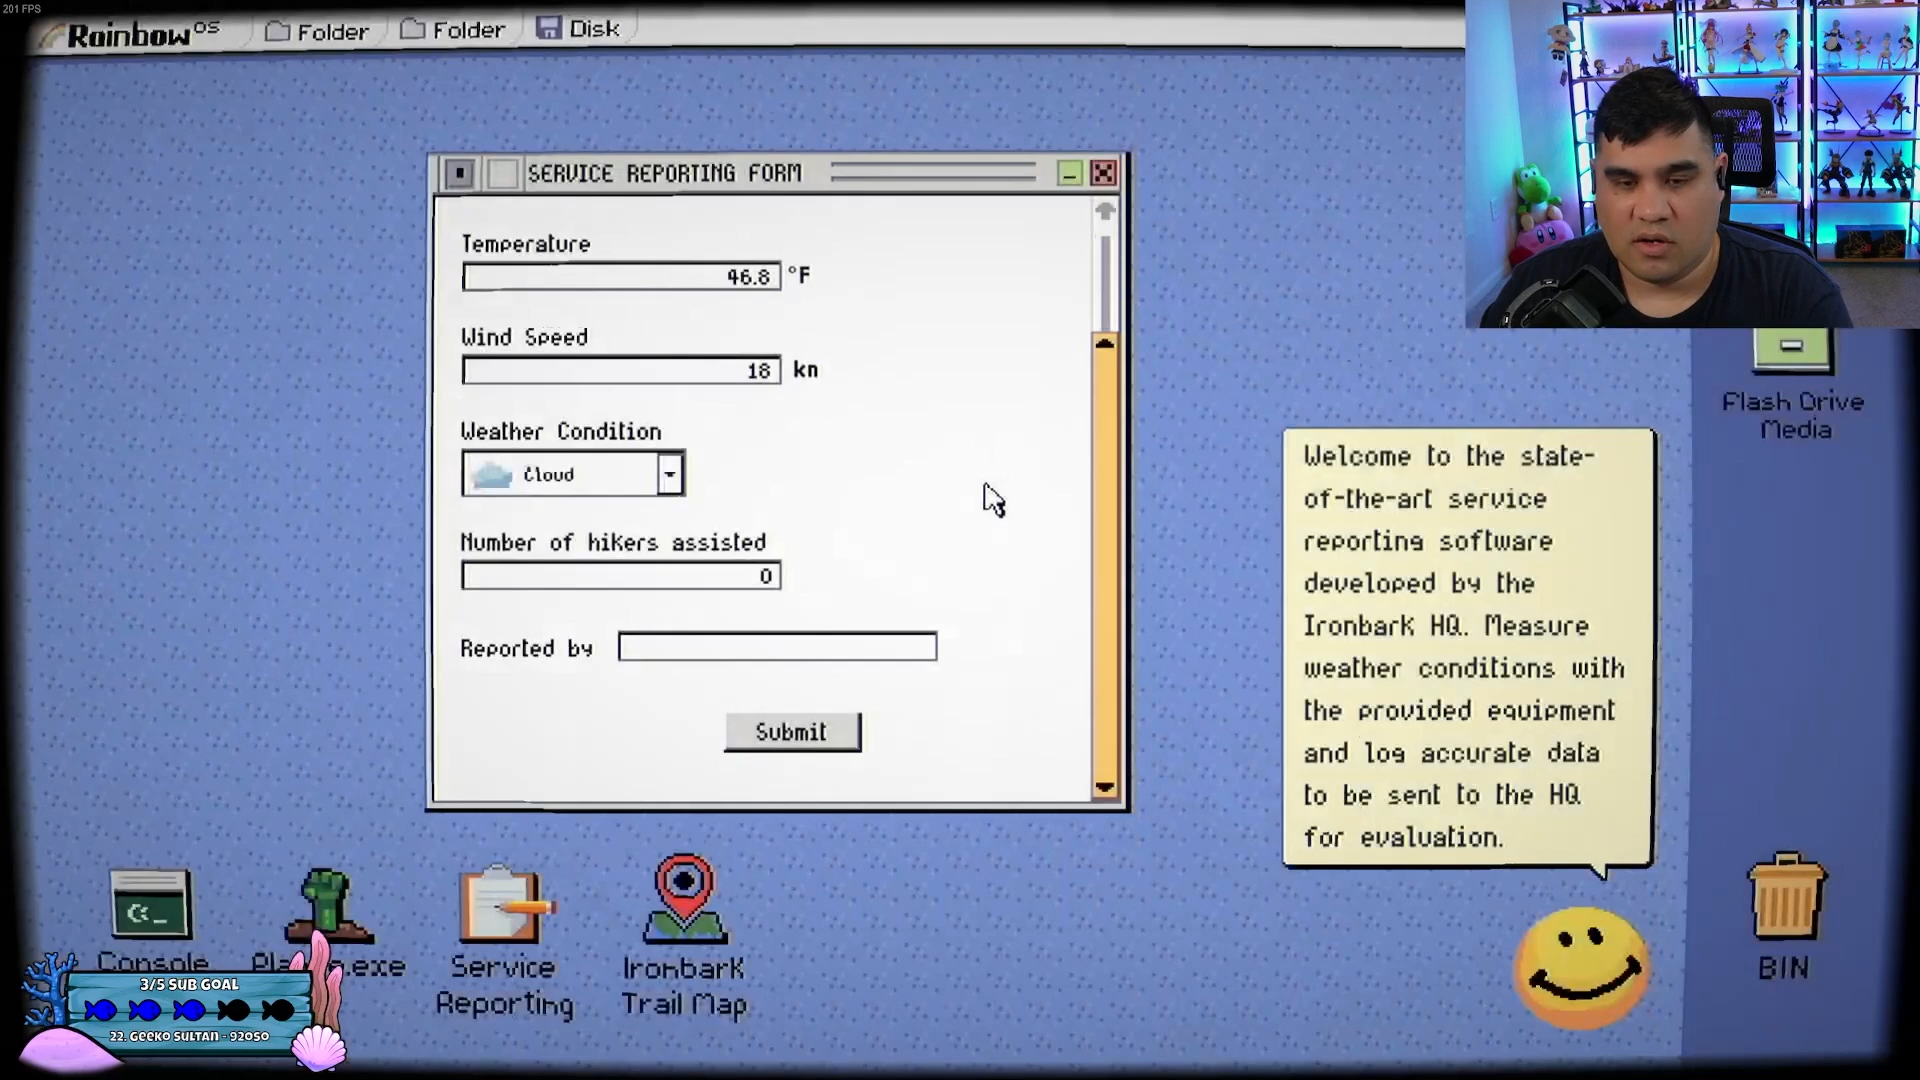 201 FPS
RainbowOS
Folder
Folder
Disk
SERVICE REPORTING FORM
Temperature
46.8 °F
Wind Speed
18 kn
Weather Condition
Cloud
Number of hikers assisted
0
Reported by
Submit
Flash Drive
Media
Welcome to the state-
of-the-art service
reporting software
developed by the
Ironbark HQ. Measure
weather conditions with
the provided equipment
and log accurate data
to be sent to the HQ
for evaluation.
Console
.exe
Service
Reporting
Ironbark
Trail Map
BIN
3/5 SUB GOAL
22. GEEKO SULTAN - 920SO